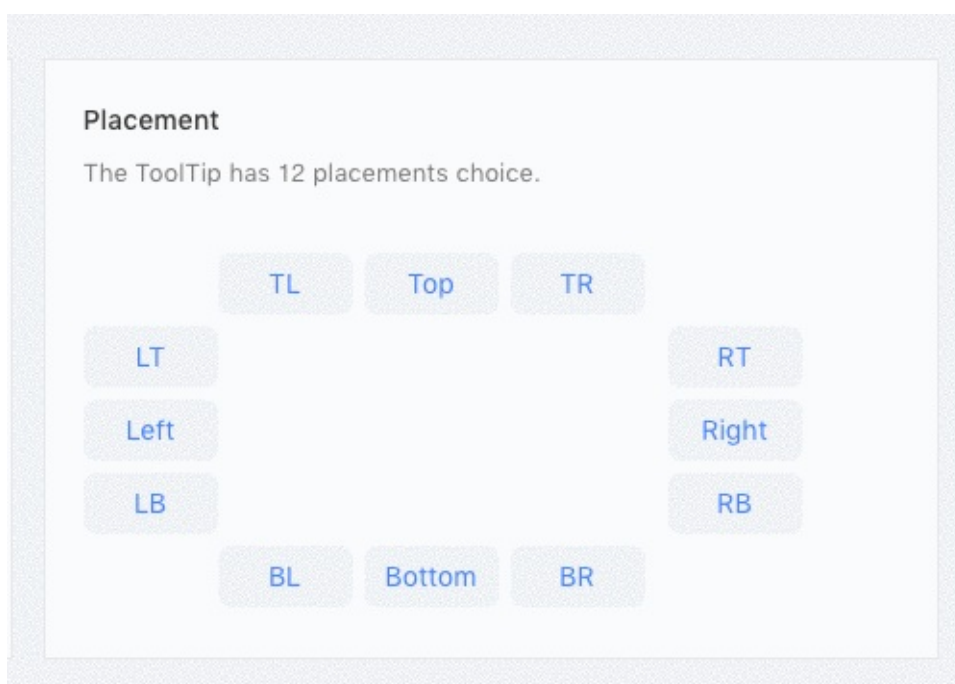 Placement
The ToolTip has 12 placements choice.
TL Top TR
LT RT
Left Right
LB RB
BL Bottom BR